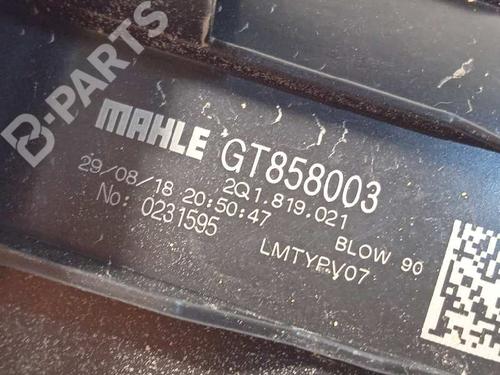 B-PARTS
MAHLE GT858003
2Q1.819.021
29/08/18 20:50:47 BLOW 90
No: 0231595 LMTYPV07